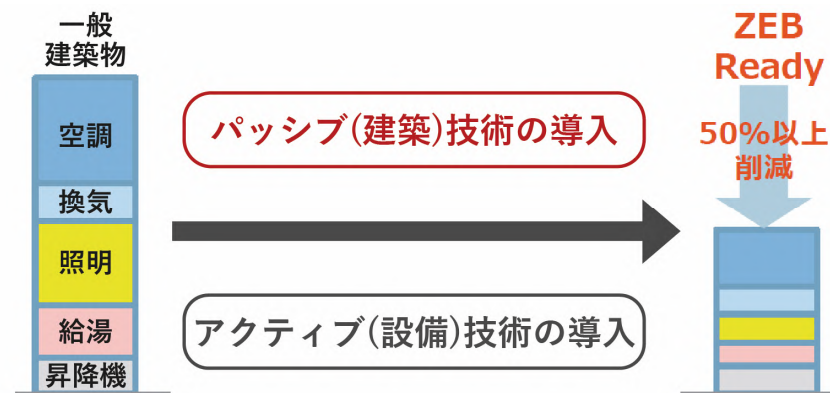 一般
建築物
空調
換気
照明
給湯
昇降機
パッシブ(建築)技術の導入
アクティブ(設備)技術の導入
ZEB
Ready
50%以上
削減